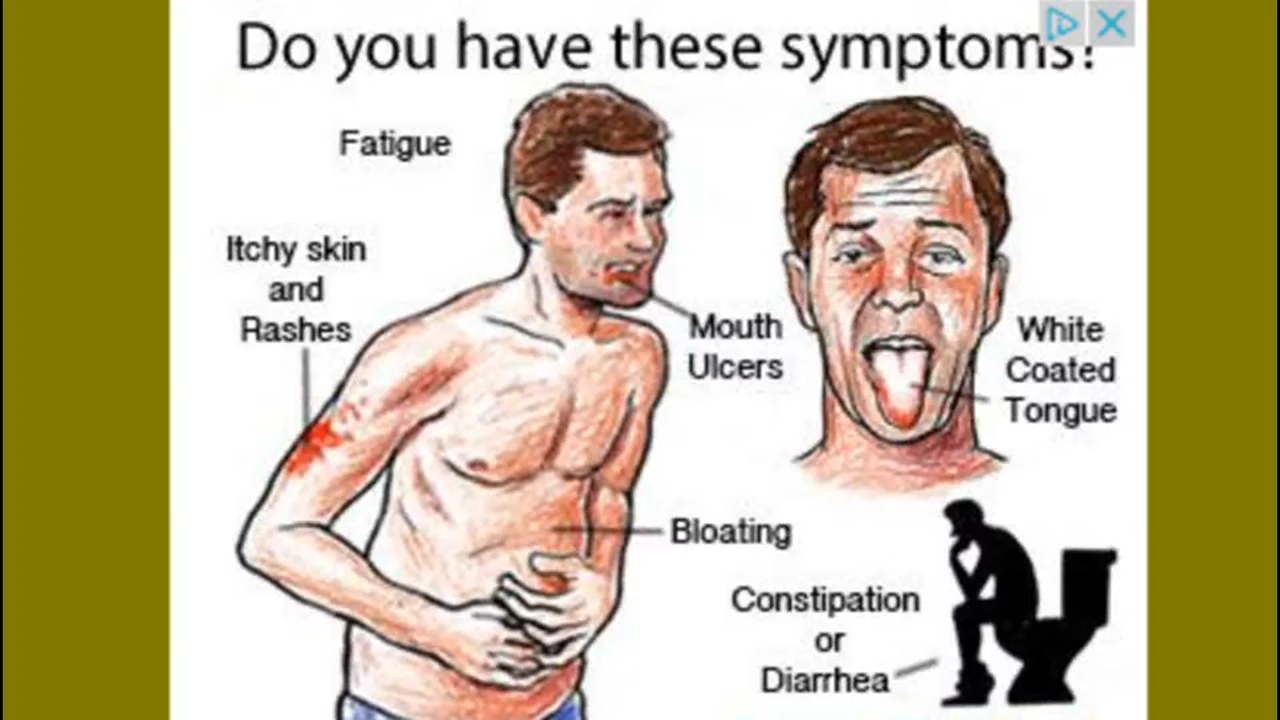 Do you have these symptoms?
Fatigue
Itchy skin
and
Rashes
Mouth
Ulcers
White
Coated
Tongue
Bloating
Constipation
or
Diarrhea